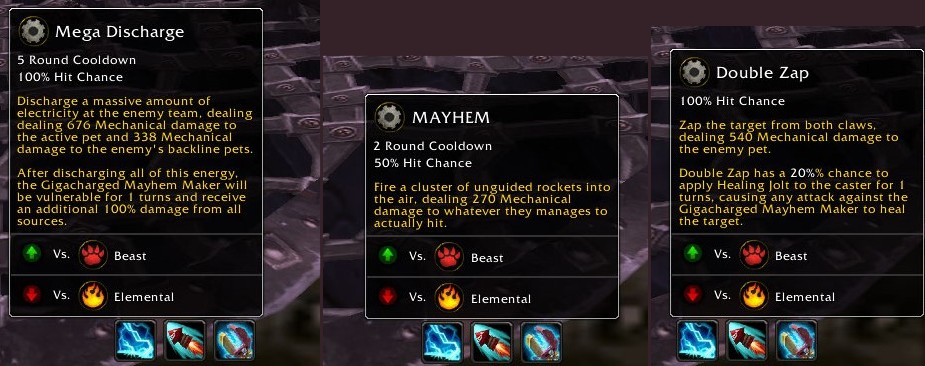 Mega Discharge
5 Round Cooldown
100% Hit Chance
Discharge a massive amount of
electricity at the enemy team, dealing
dealing 676 Mechanical damage to
the active pet and 338 Mechanical
damage to the enemy's backline pets.
After discharging all of this energy,
the Gigacharged Mayhem Maker will
be vulnerable for 1 turns and receive
an additional 100% damage from all
sources.
Vs. Beast
Vs. Elemental
MAYHEM
2 Round Cooldown
50% Hit Chance
Fire a cluster of unguided rockets into
the air, dealing 270 Mechanical
damage to whatever they manages to
actually hit.
Vs. Beast
Vs. Elemental
Double Zap
100% Hit Chance
Zap the target from both claws,
dealing 540 Mechanical damage to
the enemy pet.
Double Zap has a 20%% chance to
apply Healing Jolt to the caster for 1
turns, causing any attack against the
Gigacharged Mayhem Maker to heal
the target.
Vs. Beast
Vs. Elemental